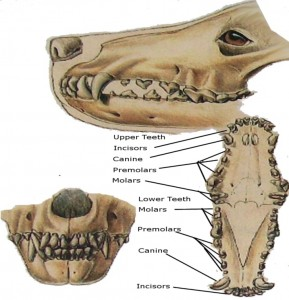 Upper Teeth
Incisors
Canine
Premolars
Molars
Lower Teeth
Molars
Premolars
Canine
Incisors